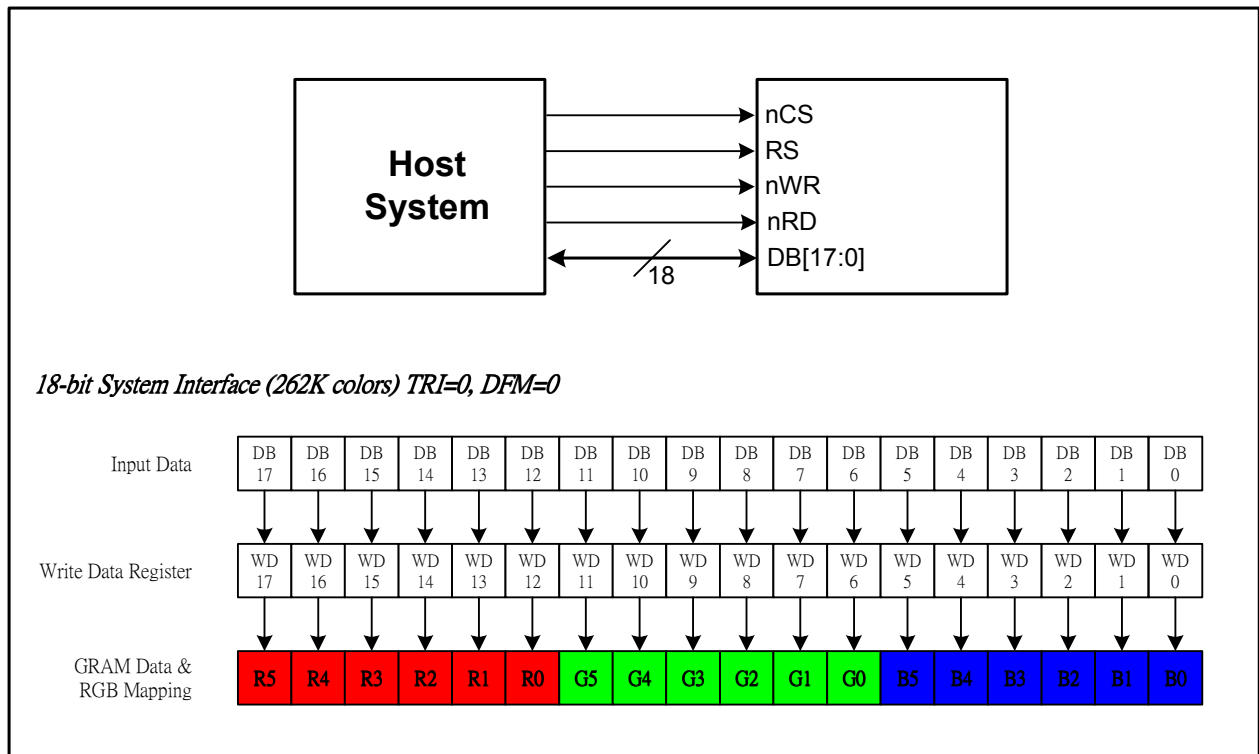 Host
System
nCS
RS
nWR
nRD
DB[17:0]
18
18-bit System Interface (262K colors) TRI=0, DFM=0
Input Data
DB 17 DB 16 DB 15 DB 14 DB 13 DB 12 DB 11 DB 10 DB 9 DB 8 DB 7 DB 6 DB 5 DB 4 DB 3 DB 2 DB 1 DB 0
Write Data Register
WD 17 WD 16 WD 15 WD 14 WD 13 WD 12 WD 11 WD 10 WD 9 WD 8 WD 7 WD 6 WD 5 WD 4 WD 3 WD 2 WD 1 WD 0
GRAM Data &
RGB Mapping
R5 R4 R3 R2 R1 R0 G5 G4 G3 G2 G1 G0 B5 B4 B3 B2 B1 B0